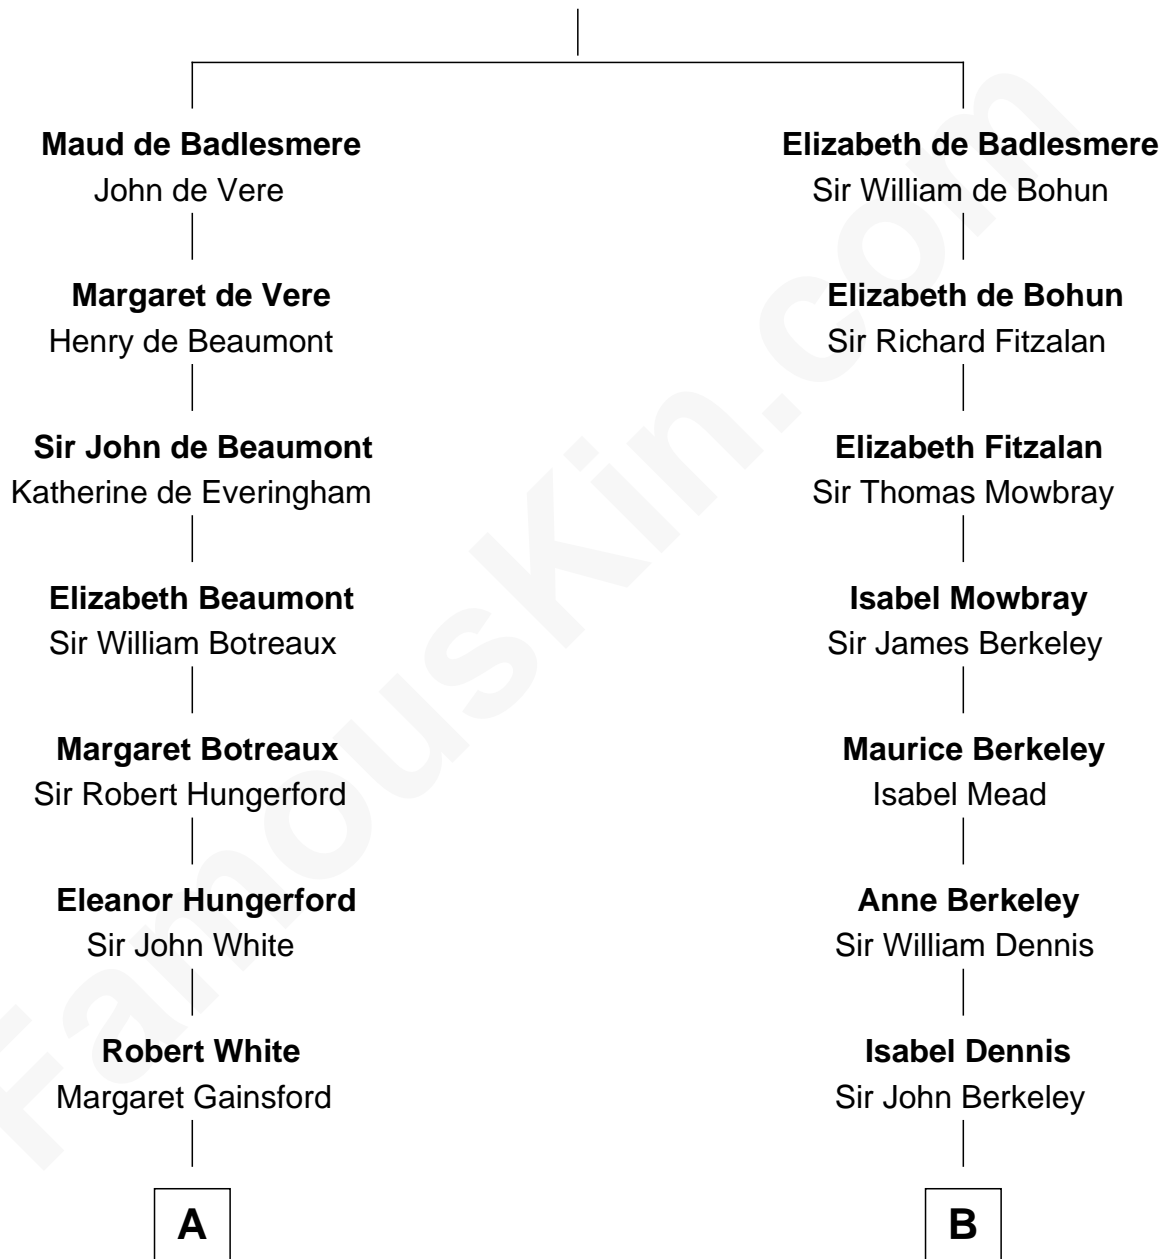 Maud de Badlesmere
John de Vere
Margaret de Vere
Henry de Beaumont
Sir John de Beaumont
Katherine de Everingham
Elizabeth Beaumont
Sir William Botreaux
Margaret Botreaux
Sir Robert Hungerford
Eleanor Hungerford
Sir John White
Robert White
Margaret Gainsford
A
Elizabeth de Badlesmere
Sir William de Bohun
Elizabeth de Bohun
Sir Richard Fitzalan
Elizabeth Fitzalan
Sir Thomas Mowbray
Isabel Mowbray
Sir James Berkeley
Maurice Berkeley
Isabel Mead
Anne Berkeley
Sir William Dennis
Isabel Dennis
Sir John Berkeley
B
FamousKin.com